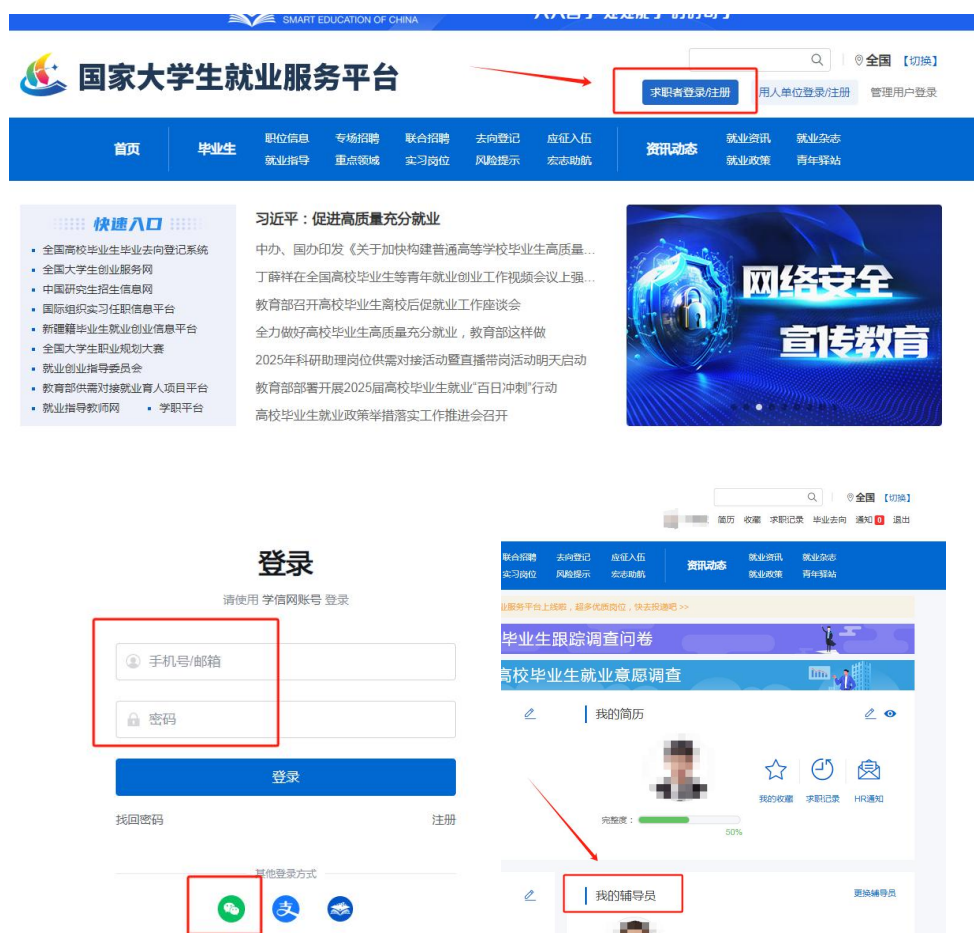 SMART EDUCATION OF CHINA
国家大学生就业服务平台
全国 【切换】
求职者登录/注册 用人单位登录/注册 管理用户登录
首页 毕业生 职位信息 专场招聘 联合招聘 去向登记 应征入伍 资讯动态 就业资讯 就业杂志
就业指导 重点领域 实习岗位 风险提示 宏志助航 就业政策 青年驿站
快速入口
全国高校毕业生毕业去向登记系统
全国大学生创业服务网
中国研究生招生信息网
国际组织实习任职信息平台
新疆籍毕业生就业创业信息平台
全国大学生职业规划大赛
就业创业指导委员会
教育部供需对接就业育人项目平台
就业指导教师网 学职平台
习近平：促进高质量充分就业
中办、国办印发《关于加快构建普通高等学校毕业生高质量...
丁薛祥在全国高校毕业生等青年就业创业工作视频会议上强...
教育部召开高校毕业生离校后促就业工作座谈会
全力做好高校毕业生高质量充分就业，教育部这样做
2025年科研助理岗位供需对接活动暨直播带岗活动明天启动
教育部部署开展2025届高校毕业生就业"百日冲刺"行动
高校毕业生就业政策举措落实工作推进会召开
网络安全
宣传教育
登录
请使用 学信网账号 登录
手机号/邮箱
密码
登录
找回密码 注册
其他登录方式
全国 【切换】
简历 收藏 求职记录 毕业去向 通知 0 退出
联合招聘 去向登记 应征入伍 资讯动态 就业资讯 就业杂志
实习岗位 风险提示 宏志助航 就业政策 青年驿站
业服务平台上线啦，超多优质岗位，快去投递吧 >>
毕业生跟踪调查问卷
高校毕业生就业意愿调查
我的简历
我的收藏 求职记录 HR通知
完整度：
50%
我的辅导员 更换辅导员